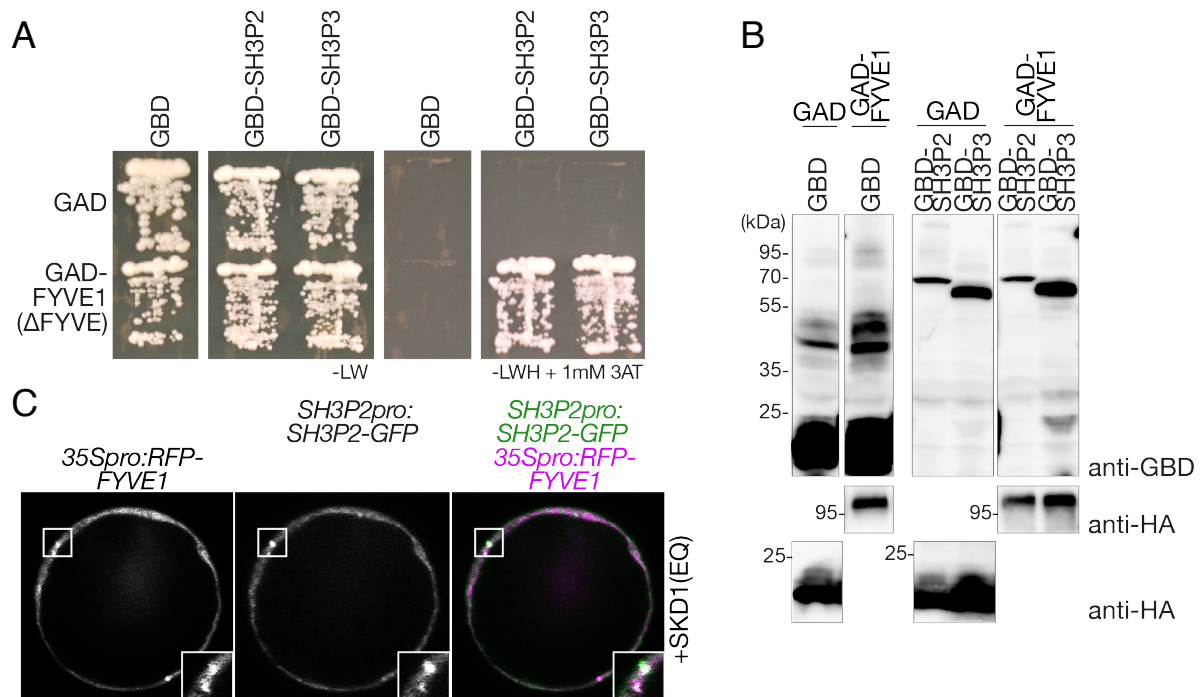 A
GBD
GBD-SH3P2
GBD-SH3P3
GBD
GBD-SH3P2
GBD-SH3P3
GAD
GAD-
FYVE1
(ΔFYVE)
-LW
-LWH + 1mM 3AT
B
GAD
GAD-
FYVE1
GAD
GAD-
FYVE1
GBD
GBD
GBD-
SH3P2
GBD-
SH3P3
GBD-
SH3P2
GBD-
SH3P3
(kDa)
95-
70-
55-
35-
25-
anti-GBD
95-
95-
anti-HA
25-
25-
anti-HA
C
35Spro:RFP-
FYVE1
SH3P2pro:
SH3P2-GFP
SH3P2pro:
SH3P2-GFP
35Spro:RFP-
FYVE1
+SKD1(EQ)